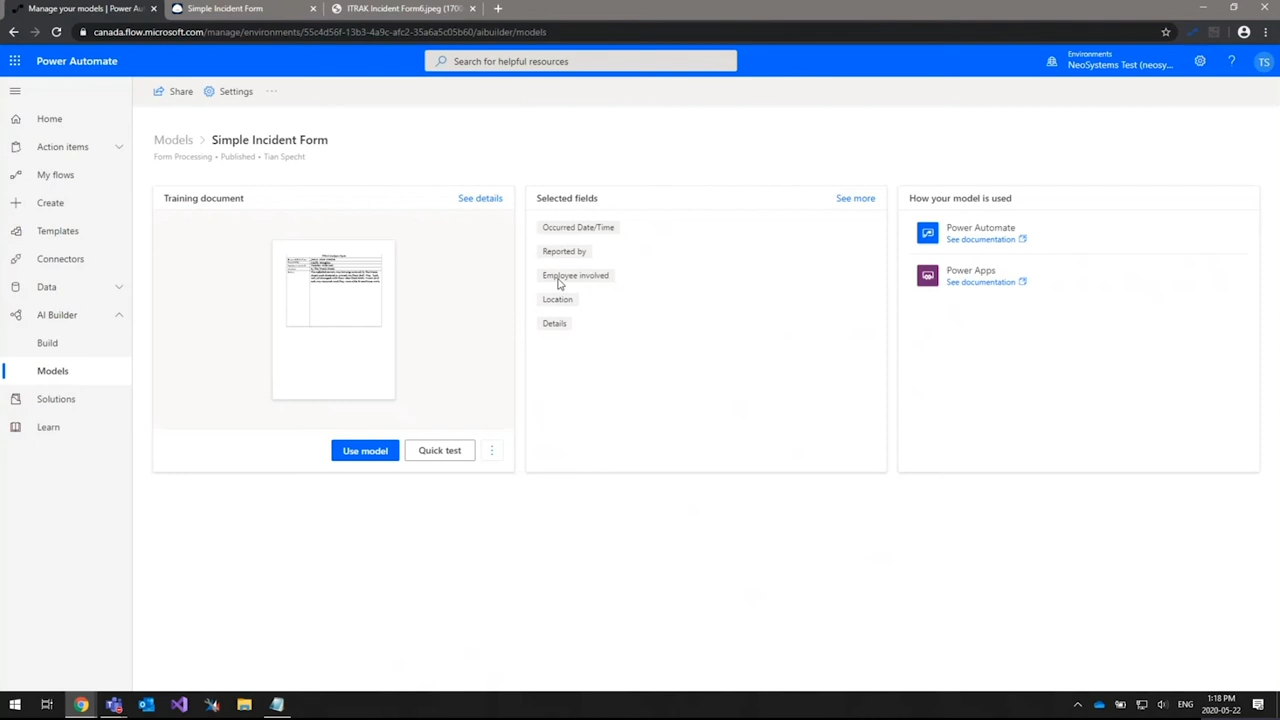 Manage your models | Power Au
Simple Incident Form
ITRAK Incident Form6.jpeg (1700
canada.flow.microsoft.com/manage/environments/55c4d56f-13b3-4a9c-afc2-35a6a5c05b60/aibuilder/models
Power Automate
Search for helpful resources
Environments
NeoSystems Test (neosy...
TS
Share
Settings
Home
Action items
My flows
Create
Templates
Connectors
Data
AI Builder
Build
Models
Solutions
Learn
Models > Simple Incident Form
Form Processing • Published • Tian Specht
Training document
See details
Use model
Quick test
Selected fields
See more
Occurred Date/Time
Reported by
Employee involved
Location
Details
How your model is used
Power Automate
See documentation
Power Apps
See documentation
ENG
1:18 PM
2020-05-22